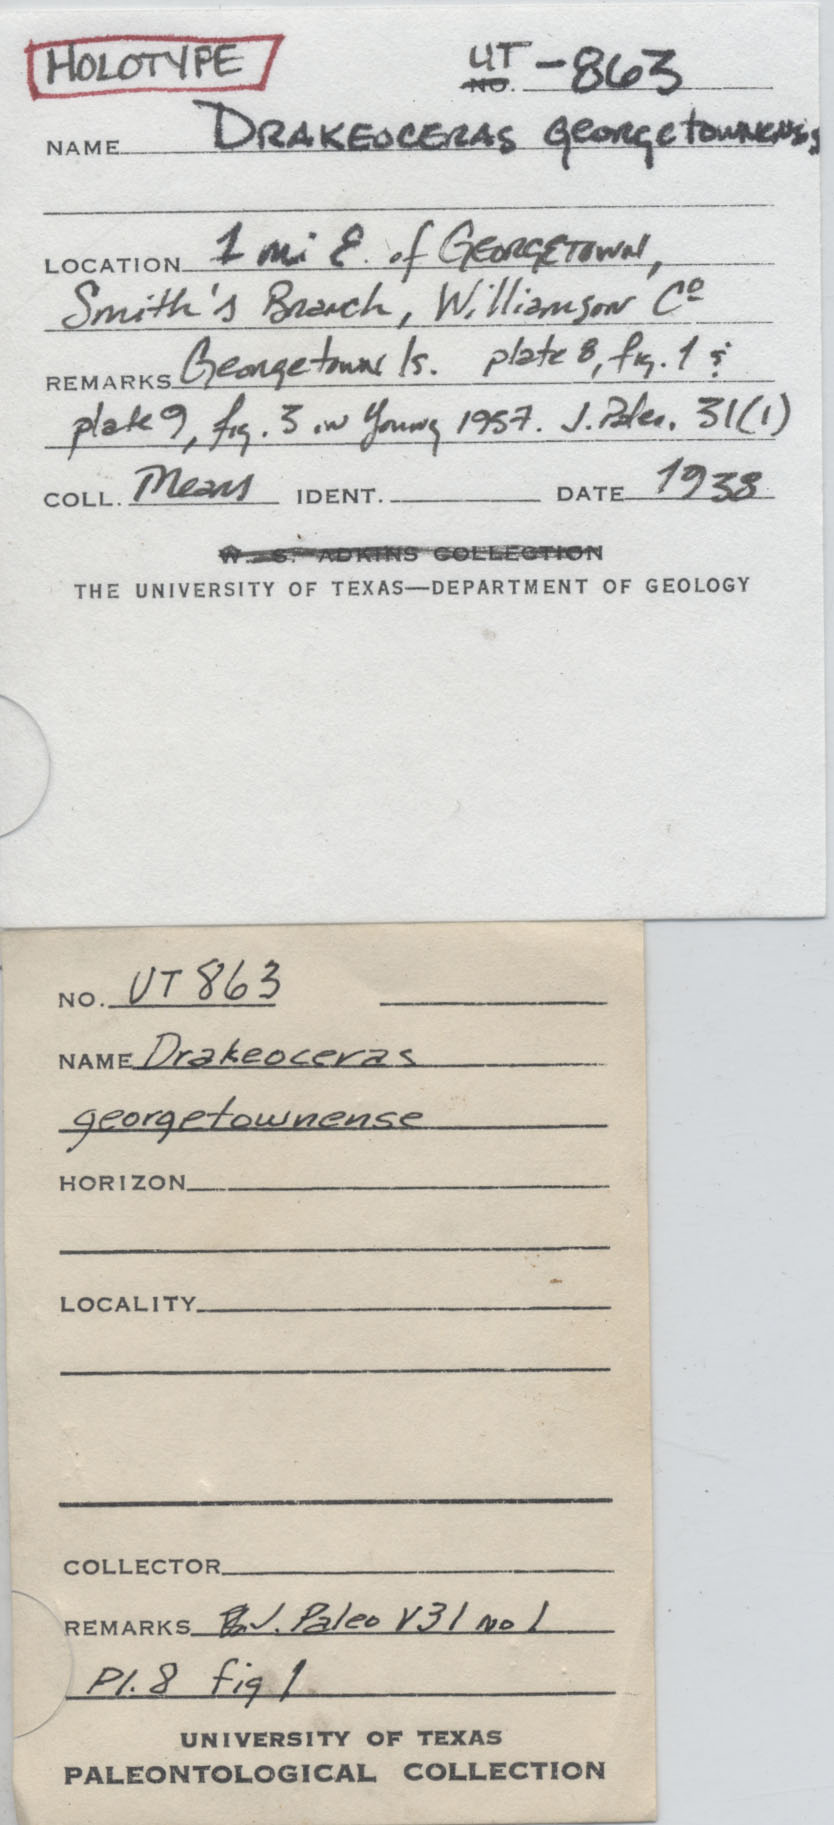 HOLOTYPE
UT
NO. -863
NAME DRAKEOCERAS georgetownensis
LOCATION 1 mi E. of GEORGETOWN,
Smith's Branch, Williamson Co
REMARKS Georgetown ls. plate 8, fig. 1 &
plate 9, fig. 3 in Young 1957. J. Paleo. 31(1)
COLL. Means IDENT. DATE 1938
W. S. ADKINS COLLECTION
THE UNIVERSITY OF TEXAS—DEPARTMENT OF GEOLOGY
NO. UT 863
NAME Drakeoceras
georgetownense
HORIZON
LOCALITY
COLLECTOR
REMARKS J. Paleo V31 no 1
Pl. 8 fig 1
UNIVERSITY OF TEXAS
PALEONTOLOGICAL COLLECTION